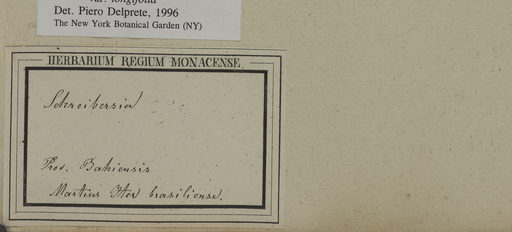 var. longifolia
Det. Piero Delprete, 1996
The New York Botanical Garden (NY)
HERBARIUM REGIUM MONACENSE.
Schreibersia
Prov. Bahiensis
Martius Iter brasiliense.